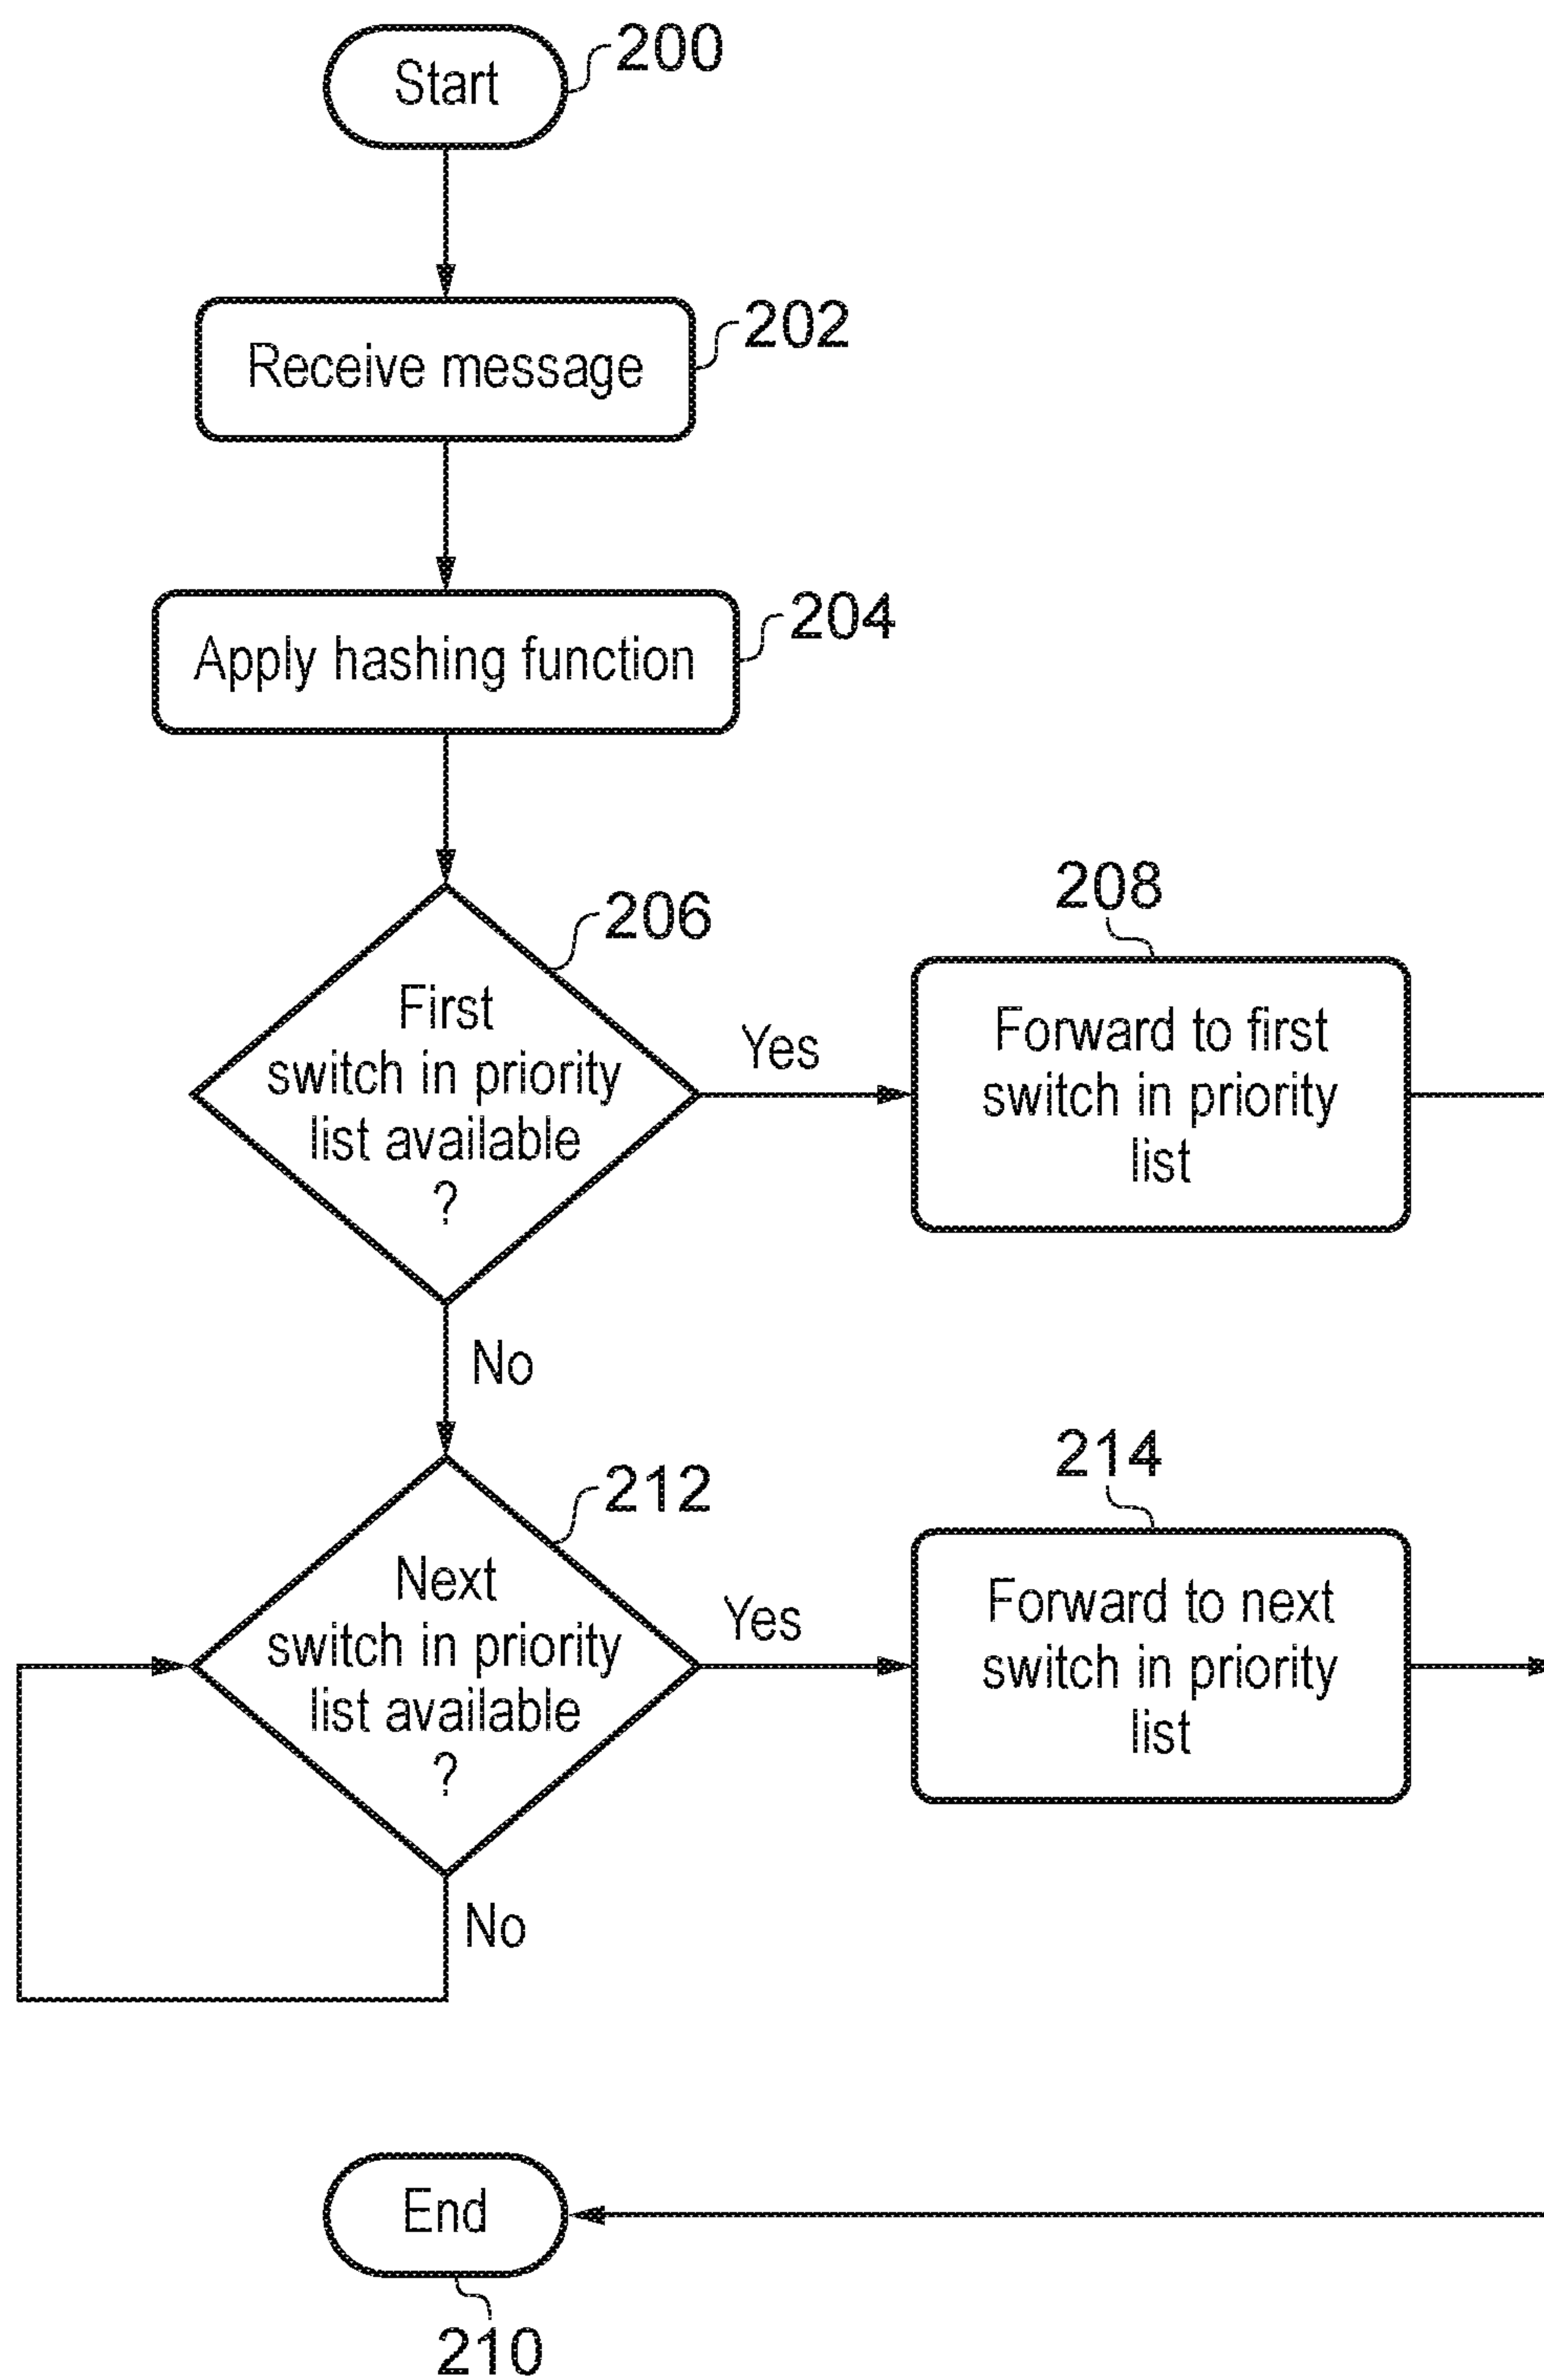 Start
200
Receive message
202
Apply hashing function
204
206
First
switch in priority
list available
?
Yes
208
Forward to first
switch in priority
list
No
212
Next
switch in priority
list available
?
Yes
214
Forward to next
switch in priority
list
No
End
210